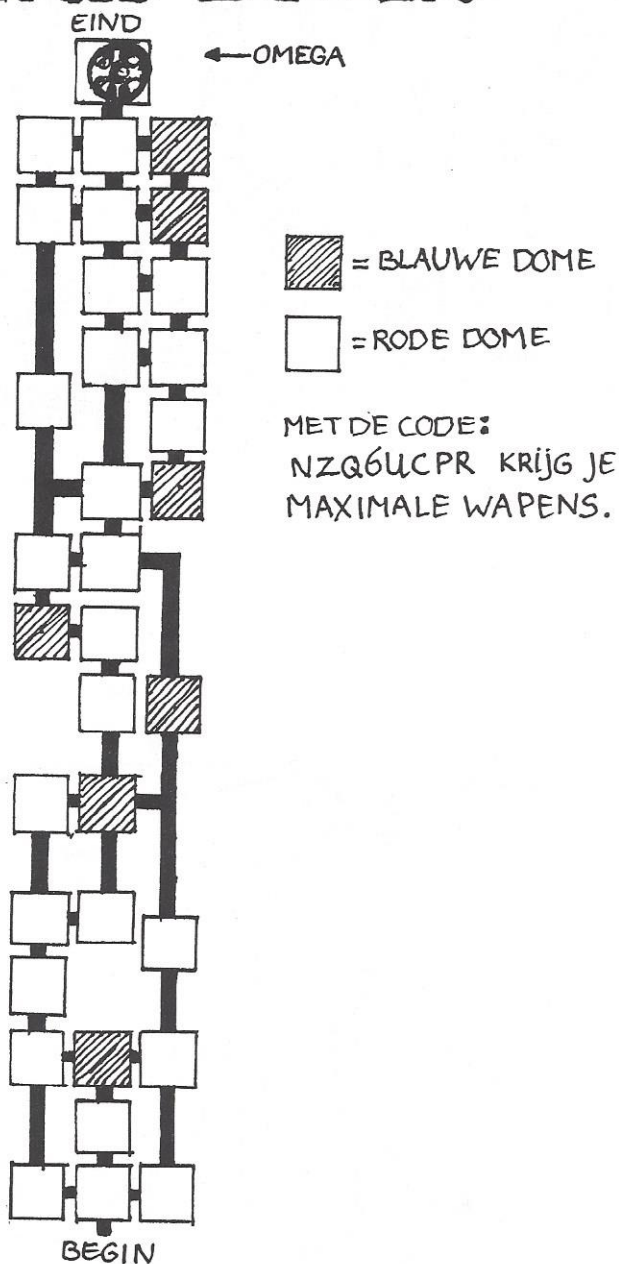 EIND
OMEGA
= BLAUWE DOME
= RODE DOME
MET DE CODE:
NZQ6UCPR KRIJG JE
MAXIMALE WAPENS.
BEGIN